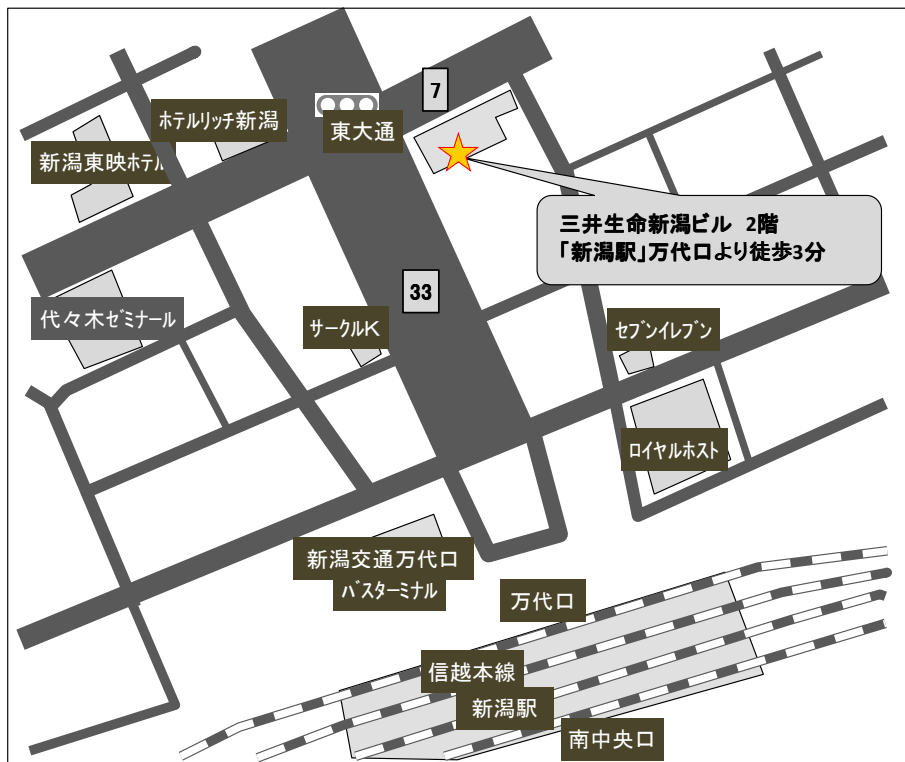 7
ホテルリッチ新潟
東大通
新潟東映ホテル
三井生命新潟ビル 2階
「新潟駅」万代口より徒歩3分
33
代々木ゼミナール
サークルK
セブンイレブン
ロイヤルホスト
新潟交通万代口
バスターミナル
万代口
信越本線
新潟駅
南中央口